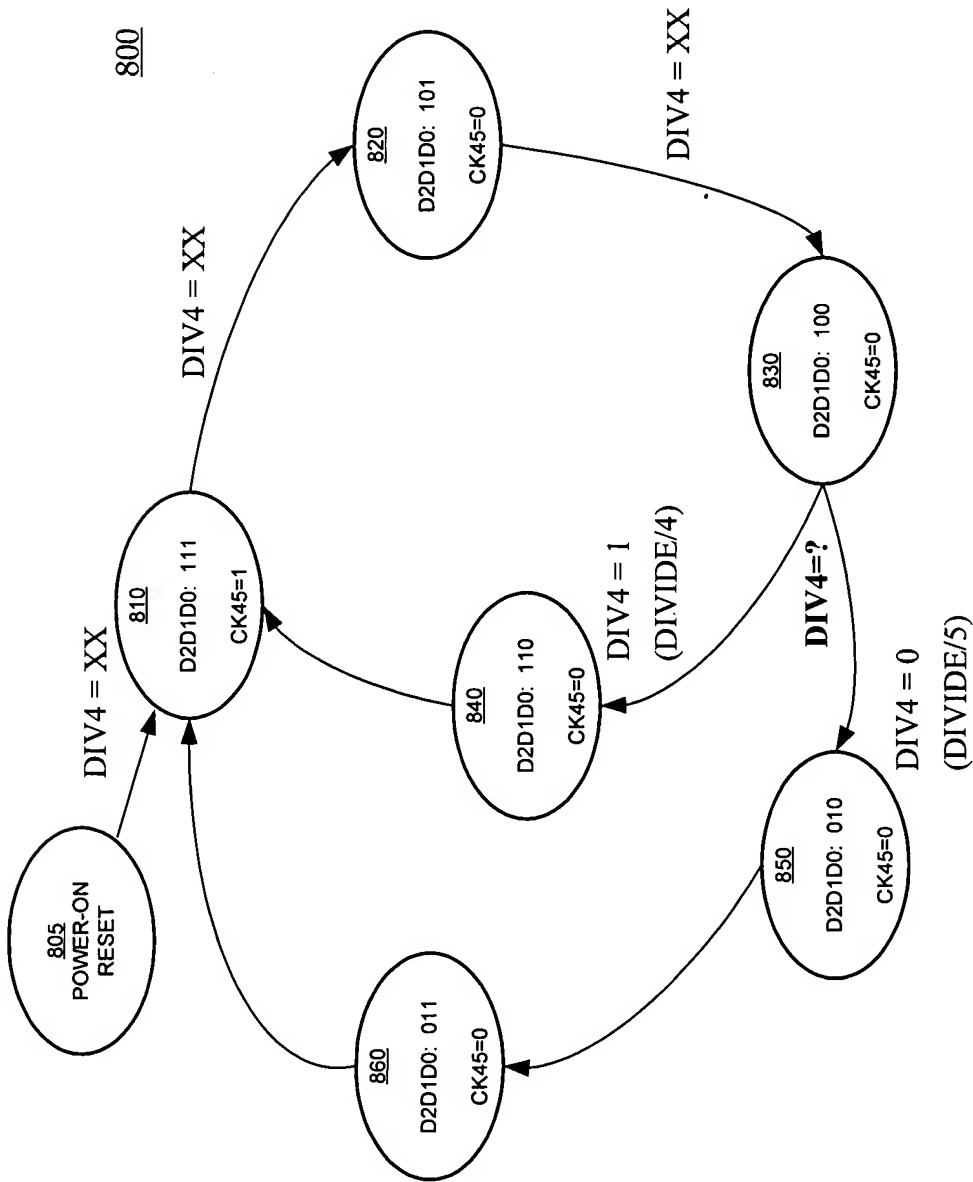 800
805
POWER-ON
RESET
DIV4 = XX
810
D2D1D0: 111
CK45=1
DIV4 = XX
820
D2D1D0: 101
CK45=0
DIV4 = XX
830
D2D1D0: 100
CK45=0
DIV4=?
DIV4 = 1
(DIVIDE/4)
840
D2D1D0: 110
CK45=0
DIV4 = 0
(DIVIDE/5)
850
D2D1D0: 010
CK45=0
860
D2D1D0: 011
CK45=0